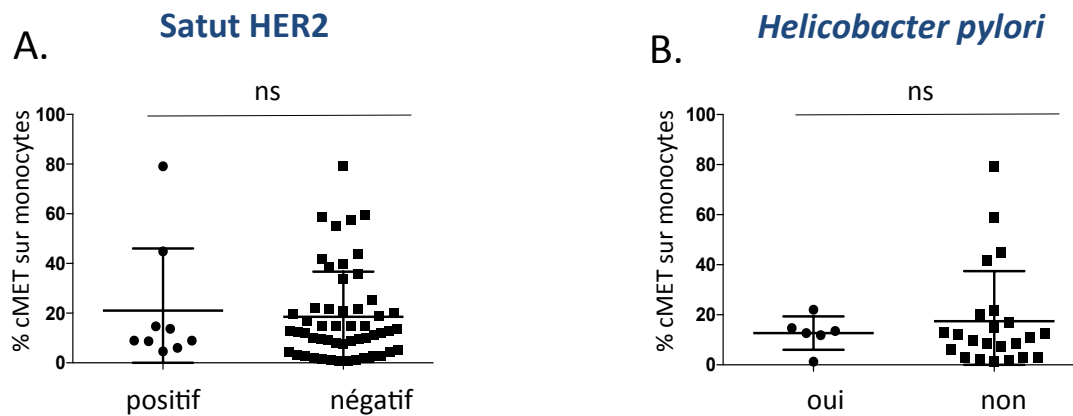 Satut HER2
A.
ns
% cMET sur monocytes
100
80
60
40
20
0
positif
négatif
Helicobacter pylori
B.
ns
% cMET sur monocytes
100
80
60
40
20
0
oui
non